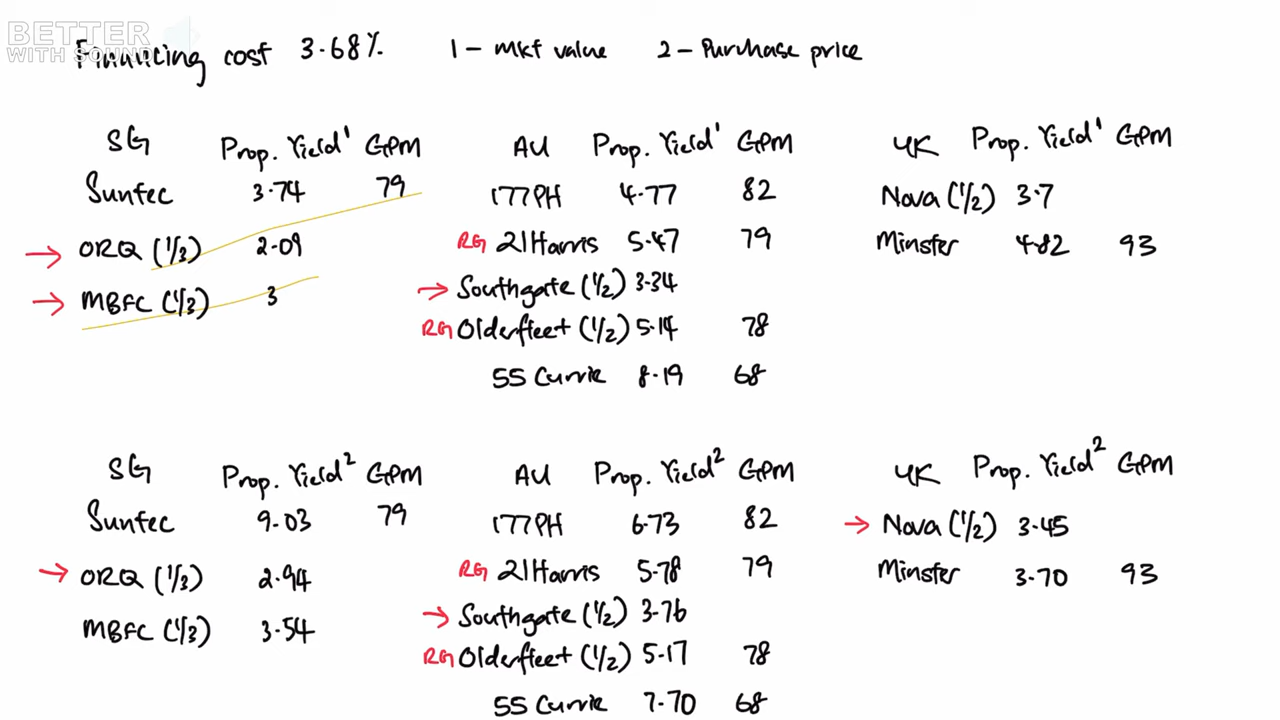 BETTER
WITH SOUND
Financing cost 3.68% 1 - Mkt value 2 - Purchase price
SG Prop. Yield¹ GPM AU Prop. Yield¹ GPM UK Prop. Yield¹ GPM
Suntec 3.74 79 177PH 4.77 82 Nova (1/2) 3.7
→ ORQ (1/3) 2.09 RG 21Harris 5.47 79 Minster 4.82 93
→ MBFC (1/3) 3 → Southgate (1/2) 3.34
RG Olderfleet (1/2) 5.14 78
55 Currie 8.19 68
SG Prop. Yield² GPM AU Prop. Yield² GPM UK Prop. Yield² GPM
Suntec 9.03 79 177PH 6.73 82 → Nova (1/2) 3.45
→ ORQ (1/3) 2.94 RG 21Harris 5.78 79 Minster 3.70 93
MBFC (1/3) 3.54 → Southgate (1/2) 3.76
RG Olderfleet (1/2) 5.17 78
55 Currie 7.70 68